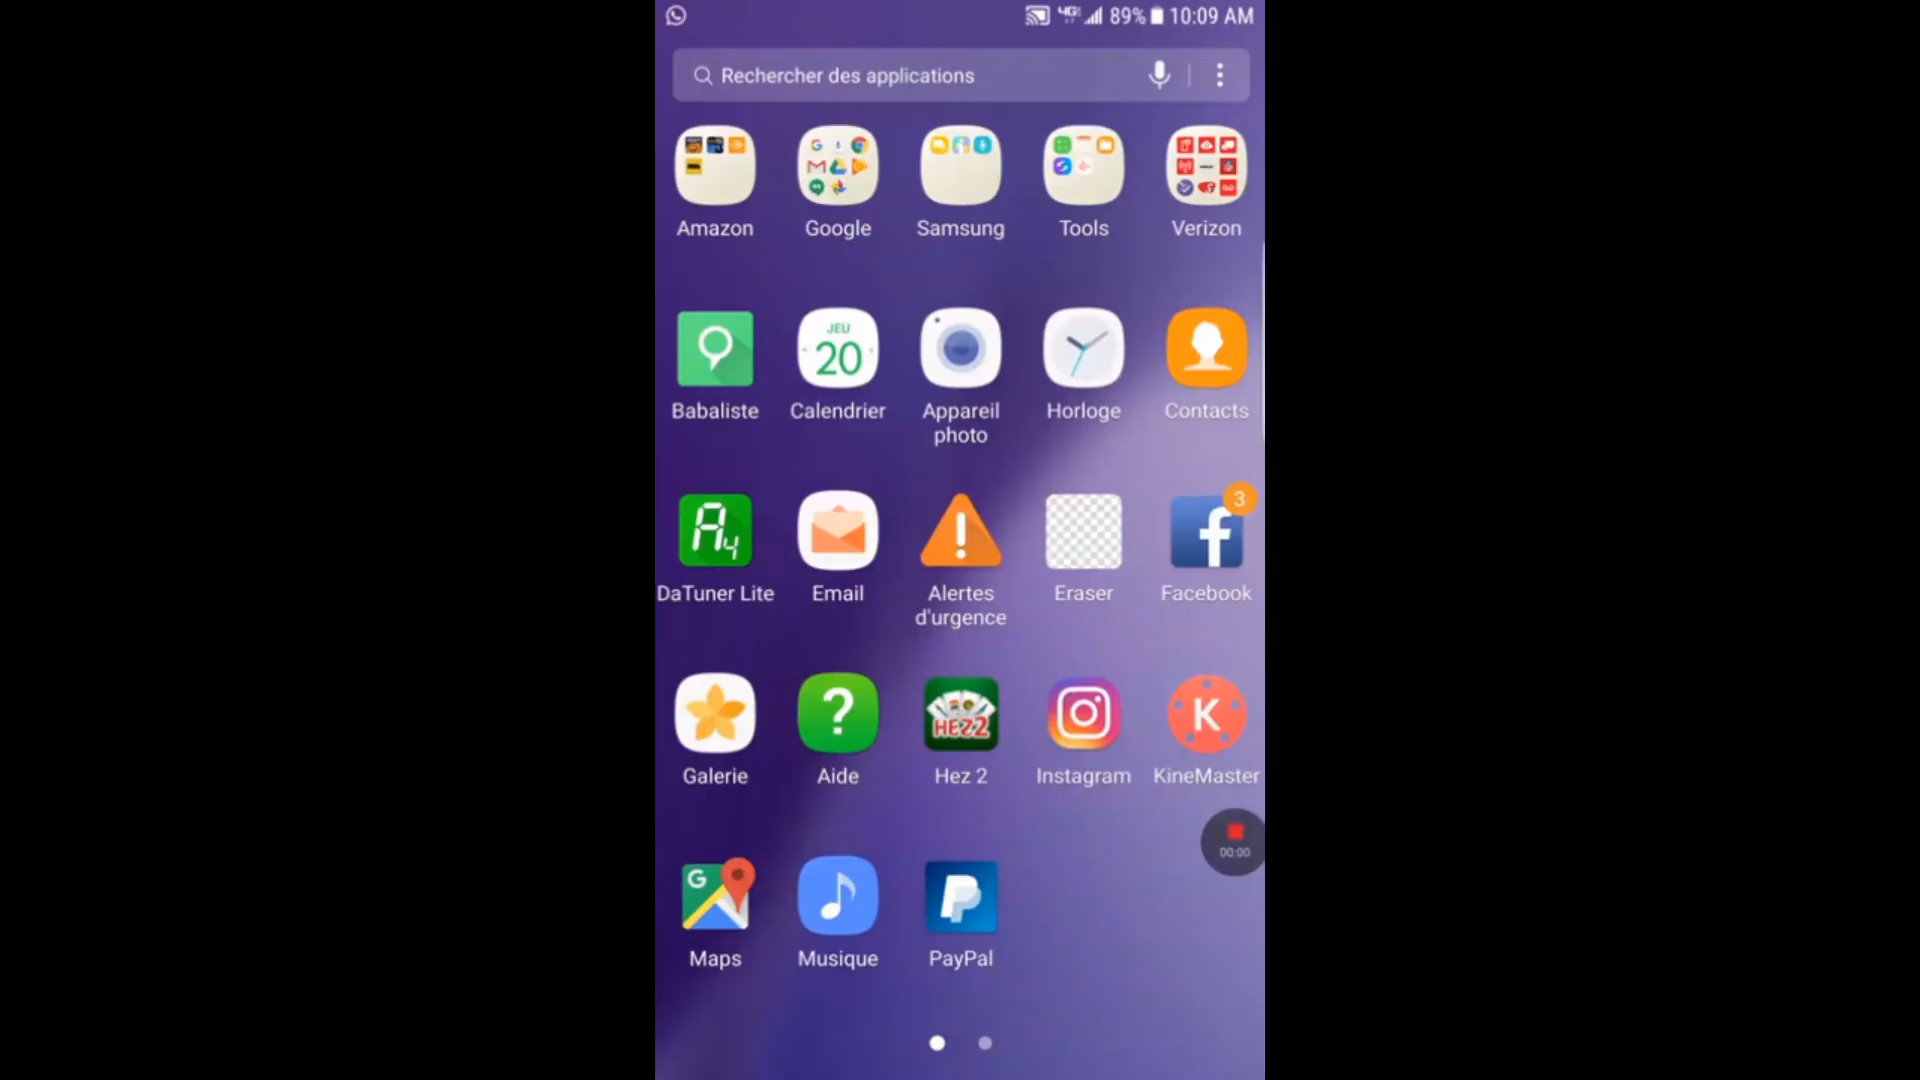 89% 10:09 AM
Rechercher des applications
Amazon Google Samsung Tools Verizon
JEU
20
Babaliste Calendrier Appareil photo Horloge Contacts
A4
3
DaTuner Lite Email Alertes d'urgence Eraser Facebook
HEZ2
K
Galerie Aide Hez 2 Instagram KineMaster
00:00
G
Maps Musique PayPal